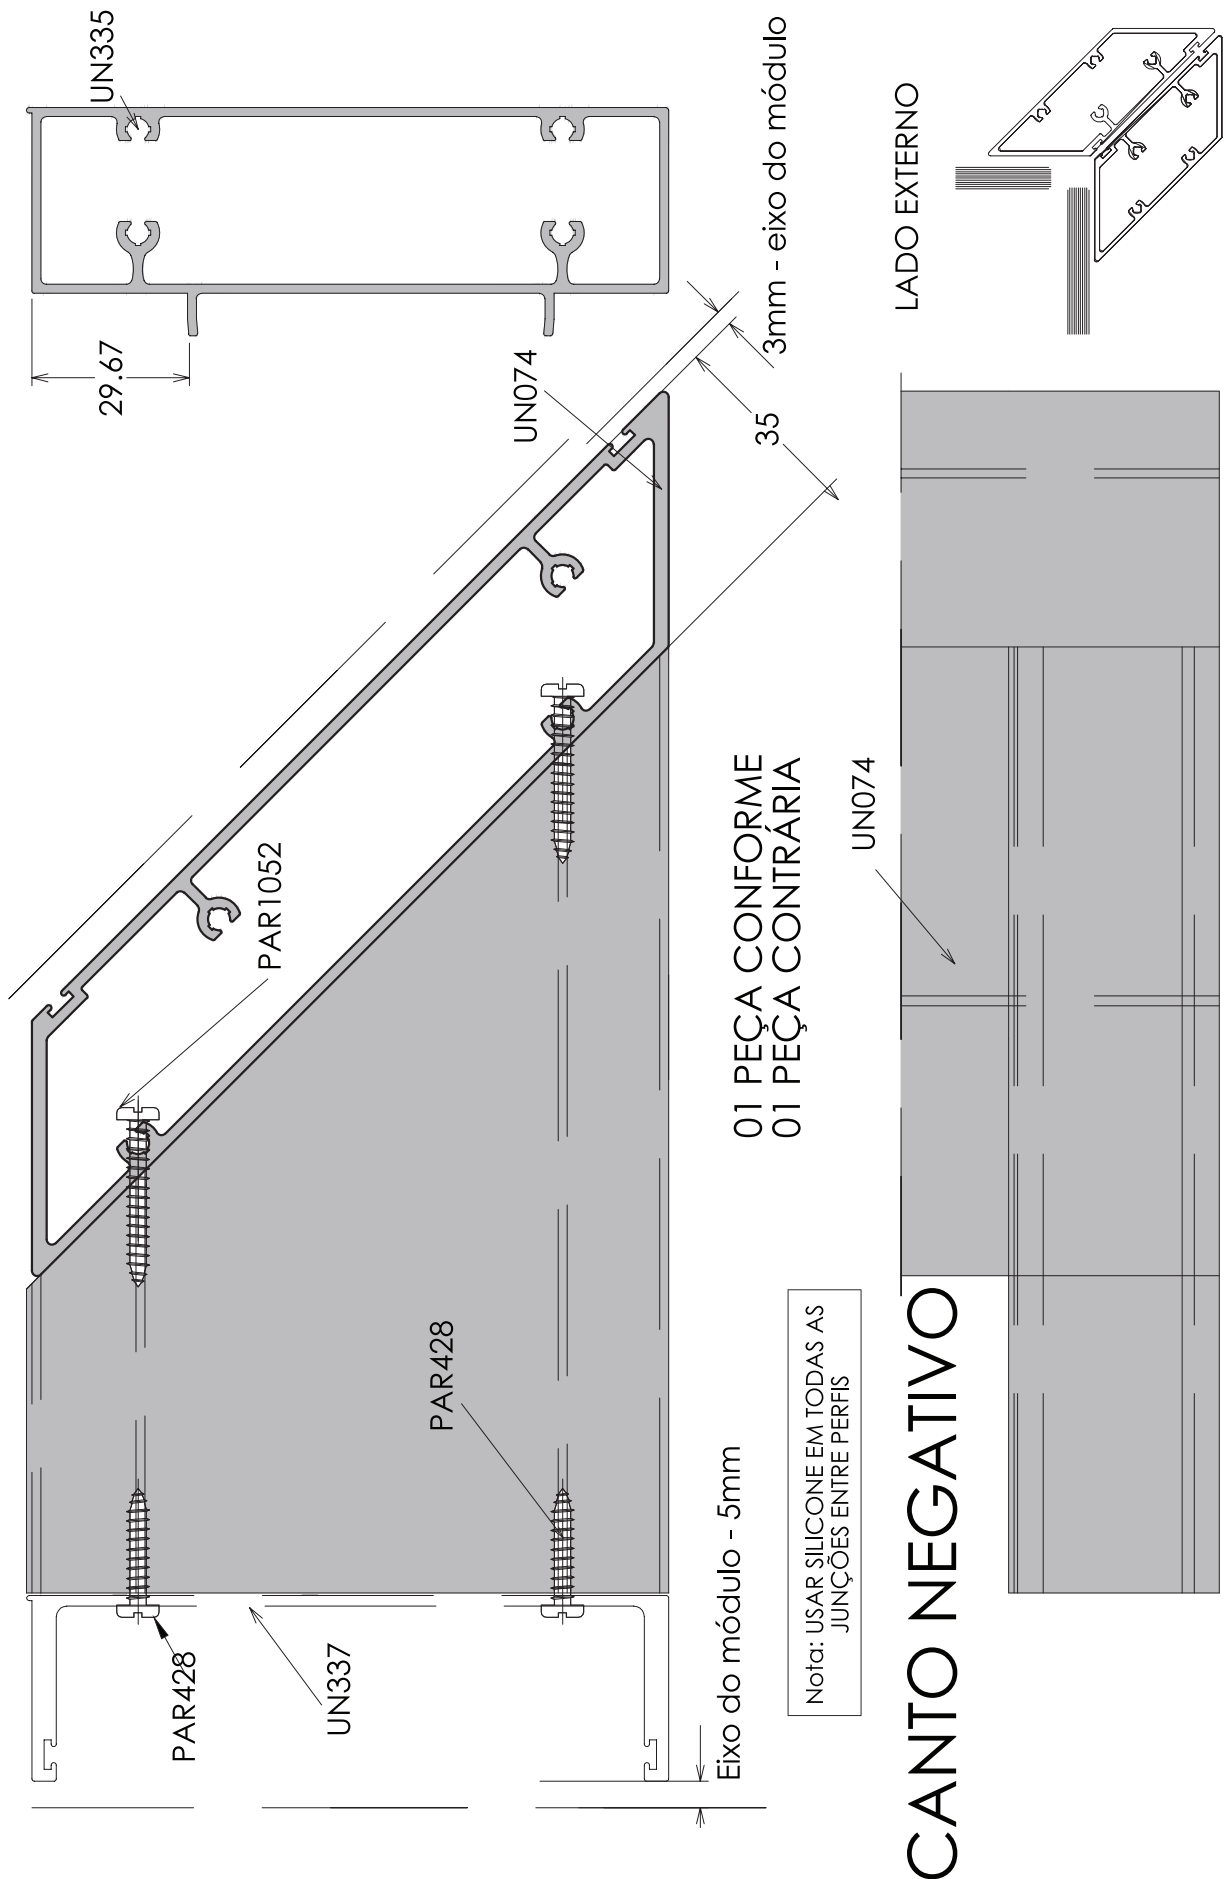 UN335
29.67
3mm - eixo do módulo
UN074
35
LADO EXTERNO
PAR1052
01 PEÇA CONFORME
01 PEÇA CONTRÁRIA
UN074
PAR428
PAR428
UN337
Eixo do módulo - 5mm
Nota: USAR SILICONE EM TODAS AS
JUNÇÕES ENTRE PERFIS
CANTO NEGATIVO